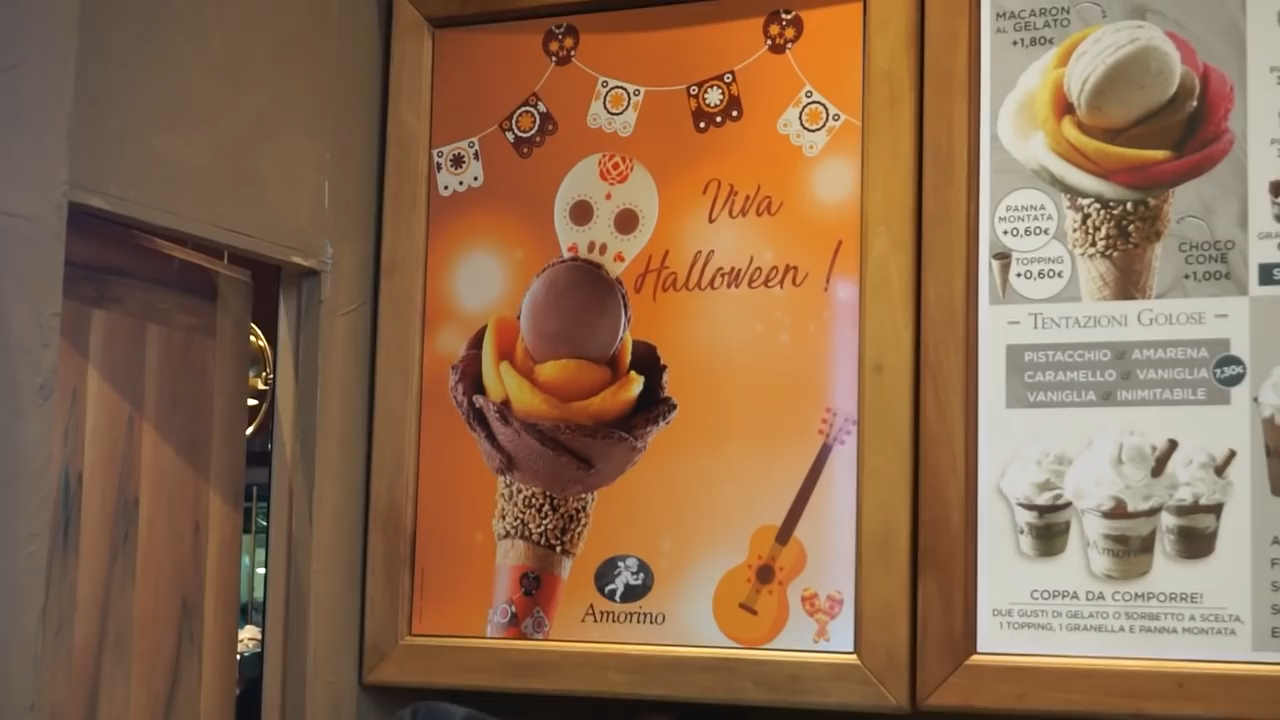 Viva
Halloween !
Amorino
MACARON
AL GELATO
+1,80€
PANNA
MONTATA
+0,60€
TOPPING
+0,60€
CHOCO
CONE
+1,00€
– TENTAZIONI GOLOSE –
PISTACCHIO & AMARENA
CARAMELLO & VANIGLIA 7,30€
VANIGLIA & INIMITABILE
Amorino
COPPA DA COMPORRE!
DUE GUSTI DI GELATO O SORBETTO A SCELTA,
1 TOPPING, 1 GRANELLA E PANNA MONTATA